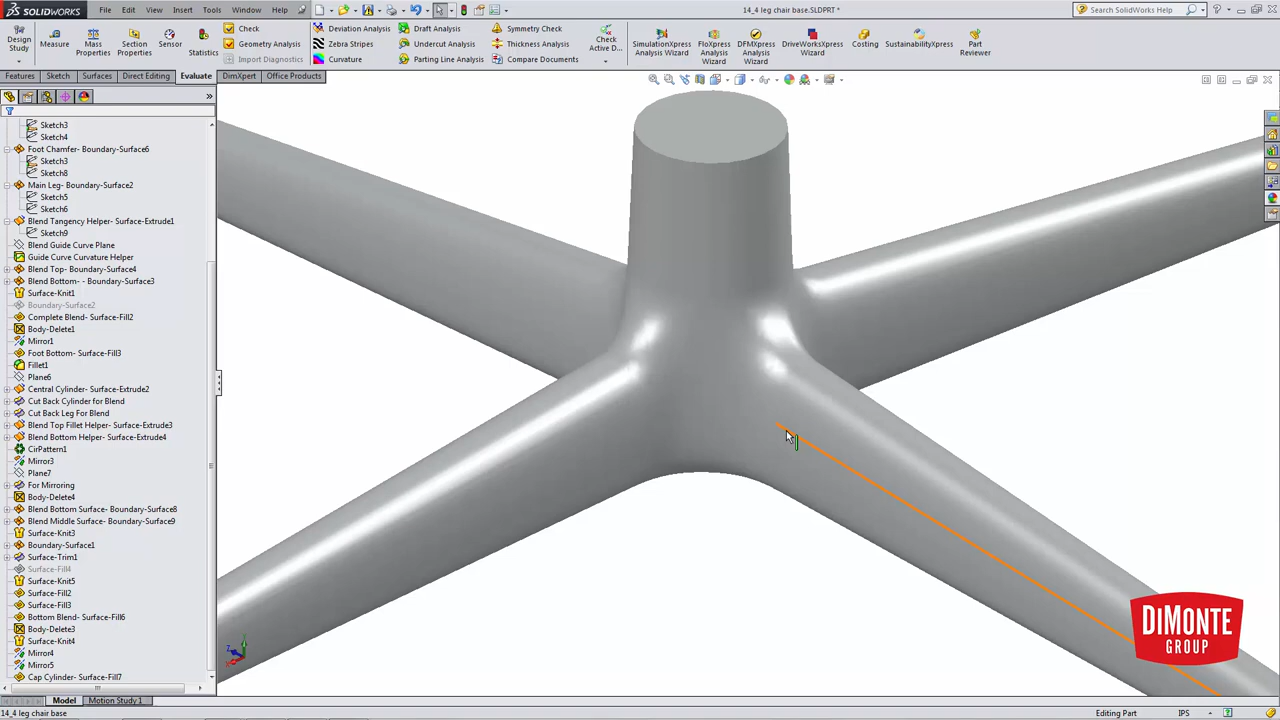 SOLIDWORKS
File Edit View Insert Tools Window Help
14_4 leg chair base.SLDPRT *
Search SolidWorks Help
Design Study
Measure
Mass Properties
Section Properties
Sensor
Statistics
Check
Geometry Analysis
Import Diagnostics
Deviation Analysis
Zebra Stripes
Curvature
Draft Analysis
Undercut Analysis
Parting Line Analysis
Symmetry Check
Thickness Analysis
Compare Documents
Check Active D...
SimulationXpress Analysis Wizard
FloXpress Analysis Wizard
DFMXpress Analysis Wizard
DriveWorksXpress Wizard
Costing
SustainabilityXpress
Part Reviewer
Features Sketch Surfaces Direct Editing Evaluate DimXpert Office Products
Sketch3
Sketch4
Foot Chamfer- Boundary-Surface6
Sketch3
Sketch8
Main Leg- Boundary-Surface2
Sketch5
Sketch6
Blend Tangency Helper- Surface-Extrude1
Sketch9
Blend Guide Curve Plane
Guide Curve Curvature Helper
Blend Top- Boundary-Surface4
Blend Bottom- - Boundary-Surface3
Surface-Knit1
Boundary-Surface2
Complete Blend- Surface-Fill2
Body-Delete1
Mirror1
Foot Bottom- Surface-Fill3
Fillet1
Plane6
Central Cylinder- Surface-Extrude2
Cut Back Cylinder for Blend
Cut Back Leg For Blend
Blend Top Fillet Helper- Surface-Extrude3
Blend Bottom Helper- Surface-Extrude4
CirPattern1
Mirror3
Plane7
For Mirroring
Body-Delete4
Blend Bottom Surface- Boundary-Surface8
Blend Middle Surface- Boundary-Surface9
Surface-Knit3
Boundary-Surface1
Surface-Trim1
Surface-Fill4
Surface-Knit5
Surface-Fill2
Surface-Fill3
Bottom Blend- Surface-Fill6
Body-Delete3
Surface-Knit4
Mirror4
Mirror5
Cap Cylinder- Surface-Fill7
DIMONTE
GROUP
Model Motion Study 1
14_4 leg chair base
Editing Part
IPS